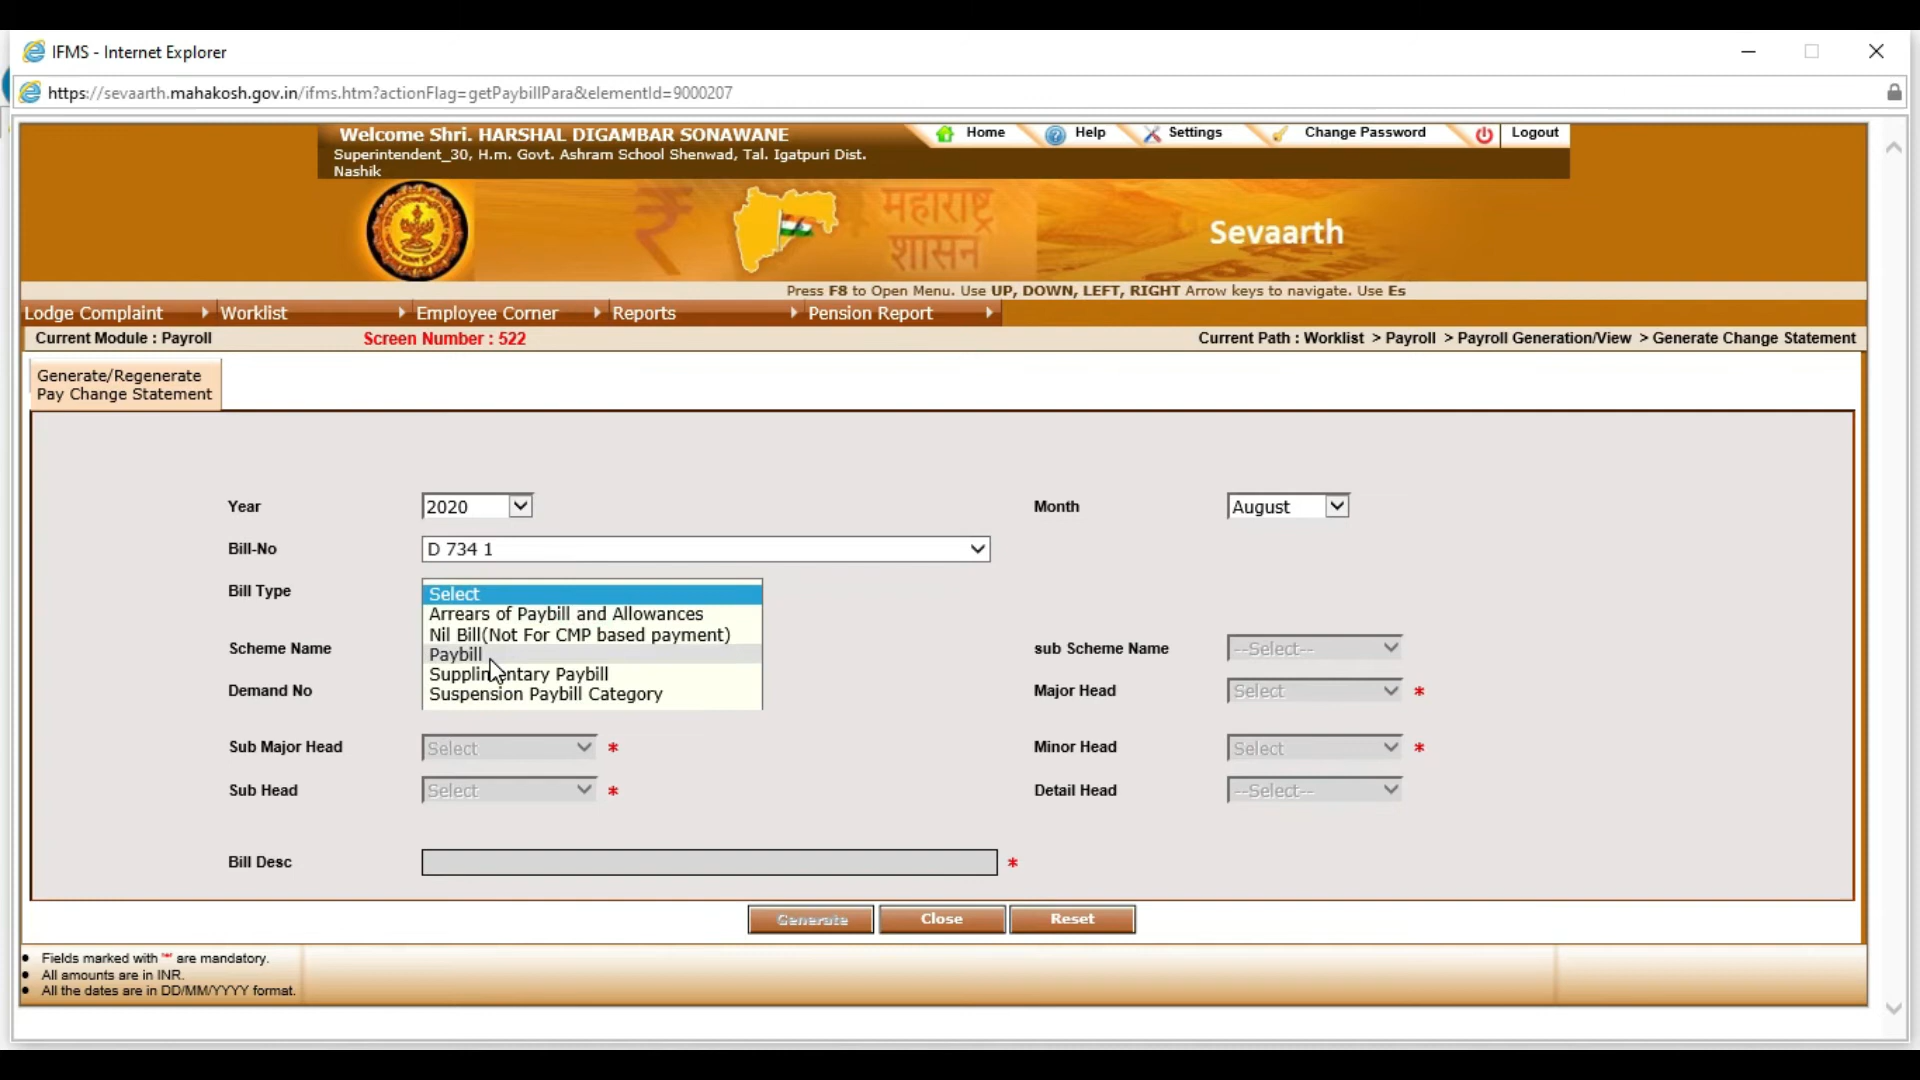 IFMS - Internet Explorer
https://sevaarth.mahakosh.gov.in/ifms.htm?actionFlag=getPaybillPara&elementId=9000207
Welcome Shri. HARSHAL DIGAMBAR SONAWANE
Superintendent_30, H.m. Govt. Ashram School Shenwad, Tal. Igatpuri Dist.
Nashik
Home
Help
Settings
Change Password
Logout
महाराष्ट्र
शासन
Sevaarth
Press F8 to Open Menu. Use UP, DOWN, LEFT, RIGHT Arrow keys to navigate. Use Es
Lodge Complaint
Worklist
Employee Corner
Reports
Pension Report
Current Module : Payroll
Screen Number : 522
Current Path : Worklist > Payroll > Payroll Generation/View > Generate Change Statement
Generate/Regenerate
Pay Change Statement
Year
2020
Month
August
Bill-No
D 734 1
Bill Type
Select
Arrears of Paybill and Allowances
Nil Bill(Not For CMP based payment)
Paybill
Supplimentary Paybill
Suspension Paybill Category
Scheme Name
sub Scheme Name
--Select--
Demand No
Major Head
Select *
Sub Major Head
Select *
Minor Head
Select *
Sub Head
Select *
Detail Head
--Select--
Bill Desc
*
Generate
Close
Reset
• Fields marked with "*" are mandatory.
• All amounts are in INR.
• All the dates are in DD/MM/YYYY format.